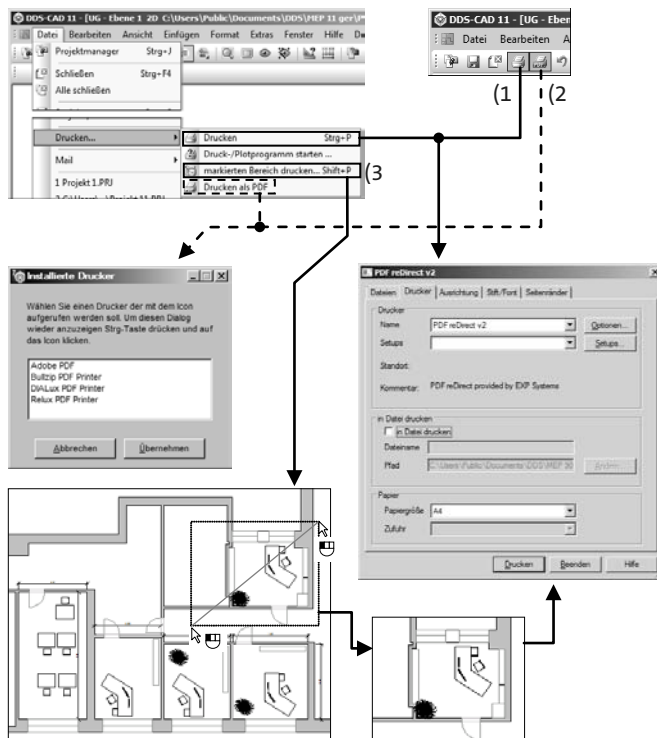 DDS-CAD 11 - [UG - Ebene 1 2D C:\Users\Public\Documents\DDS\MEP 11 ger\P
Datei Bearbeiten Ansicht Einfügen Format Extras Fenster Hilfe
Projektmanager Strg+J
Schließen Strg+F4
Alle schließen
Drucken...
Mail
1 Projekt 1.PRJ
Drucken Strg+P
Druck-/Plotprogramm starten ...
markierten Bereich drucken... Shift+P
Drucken als PDF
(3
DDS-CAD 11 - [UG - Eben
Datei Bearbeiten A
(1
(2
Installierte Drucker
Wählen Sie einen Drucker der mit dem Icon
aufgerufen werden soll. Um diesen Dialog
wieder anzuzeigen Strg-Taste drücken und auf
das Icon klicken.
Adobe PDF
Bullzip PDF Printer
DIALux PDF Printer
Relux PDF Printer
Abbrechen Übernehmen
PDF reDirect v2
Dateien Drucker Ausrichtung Stift/Font Seitenränder
Drucker
Name PDF reDirect v2 Optionen...
Setups Setups...
Standort:
Kommentar: PDF reDirect provided by EXP Systems
in Datei drucken
in Datei drucken
Dateiname
Pfad C:\Users\Public\Documents\DDS\MEP Ändern...
Papier
Papiergröße A4
Zufuhr
Drucken Beenden Hilfe